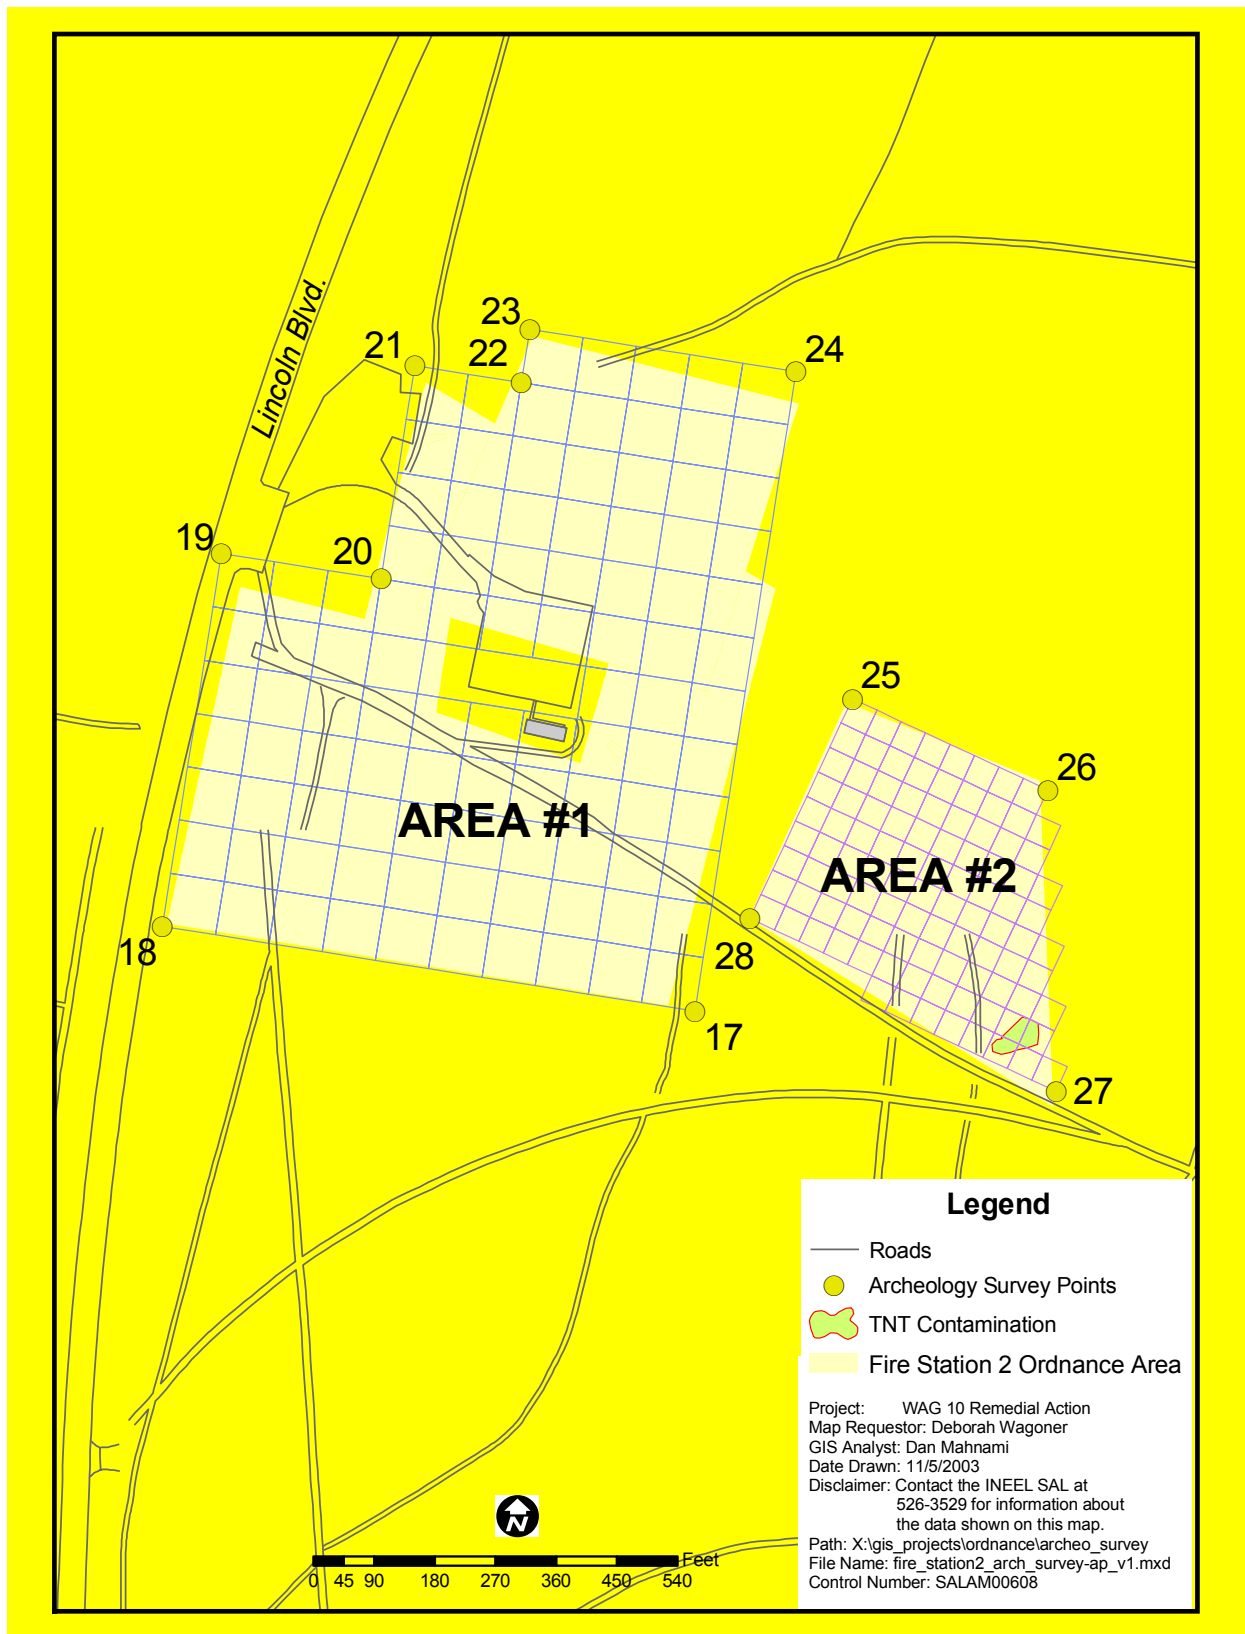 Lincoln Blvd.
23
24
21
22
19
20
25
26
AREA #1
AREA #2
18
28
17
27
Legend
Roads
Archeology Survey Points
TNT Contamination
Fire Station 2 Ordnance Area
Project: WAG 10 Remedial Action
Map Requestor: Deborah Wagoner
GIS Analyst: Dan Mahnami
Date Drawn: 11/5/2003
Disclaimer: Contact the INEEL SAL at
526-3529 for information about
the data shown on this map.
Path: X:\gis_projects\ordnance\archeo_survey
File Name: fire_station2_arch_survey-ap_v1.mxd
Control Number: SALAM00608
N
Feet
0 45 90 180 270 360 450 540